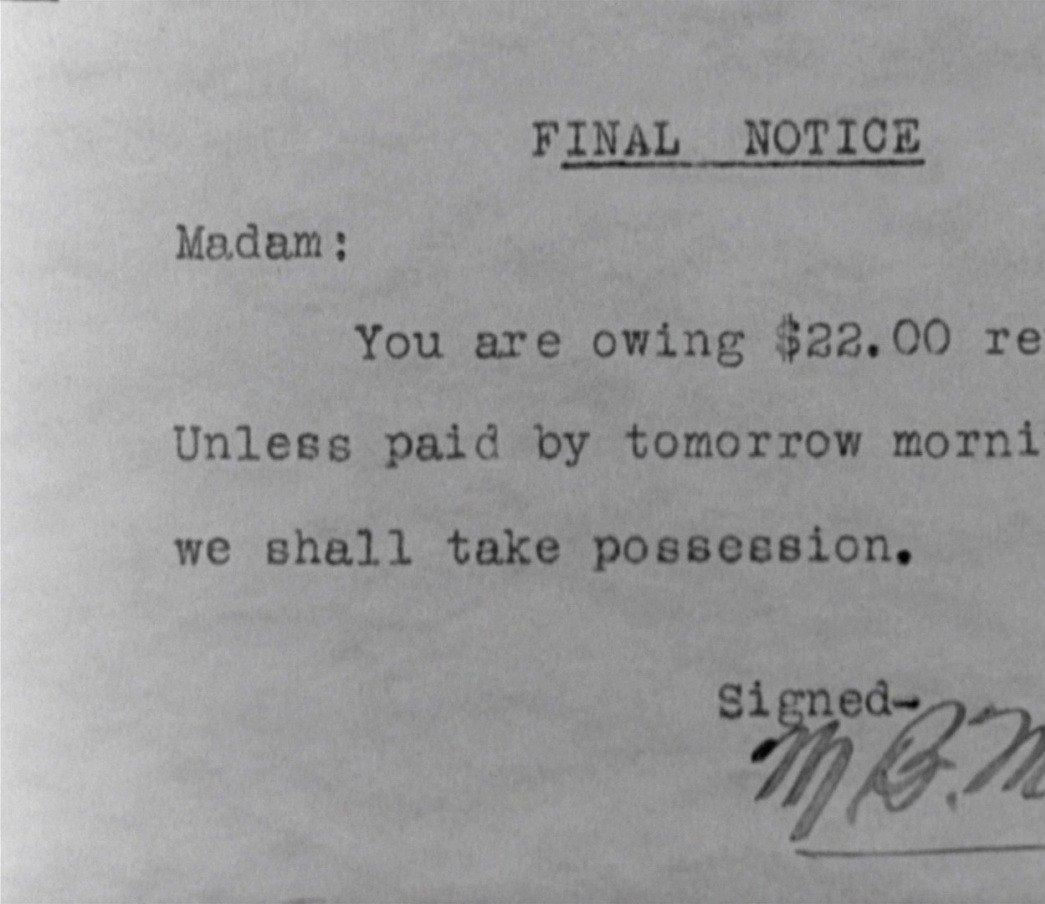 FINAL NOTICE
Madam:
You are owing $22.00 re
Unless paid by tomorrow morni
we shall take possession.
Signed-
M. B. M